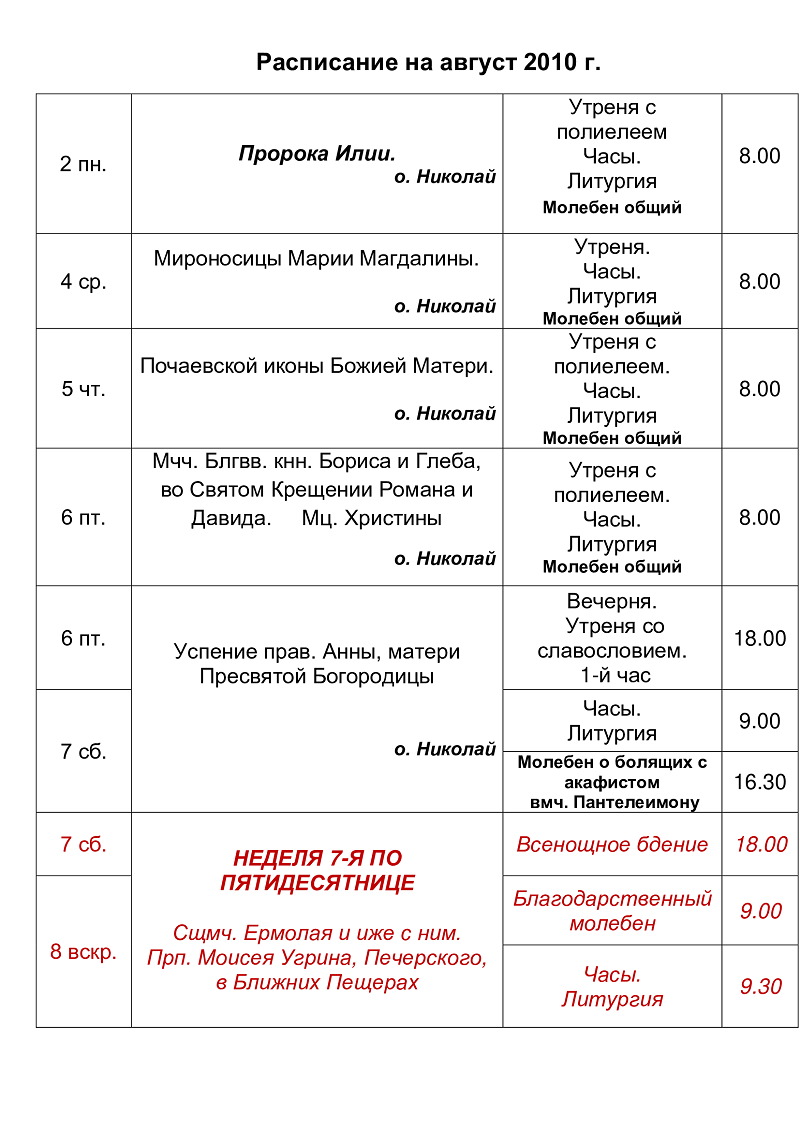 Расписание на август 2010 г.
2 пн.
Пророка Илии.
о. Николай
Утреня с
полиелеем
Часы.
Литургия
Молебен общий
8.00
4 ср.
Мироносицы Марии Магдалины.
о. Николай
Утреня.
Часы.
Литургия
Молебен общий
8.00
5 чт.
Почаевской иконы Божией Матери.
о. Николай
Утреня с
полиелеем.
Часы.
Литургия
Молебен общий
8.00
6 пт.
Мчч. Блгвв. кнн. Бориса и Глеба,
во Святом Крещении Романа и
Давида. Мц. Христины
о. Николай
Утреня с
полиелеем.
Часы.
Литургия
Молебен общий
8.00
6 пт.
Успение прав. Анны, матери
Пресвятой Богородицы
о. Николай
Вечерня.
Утреня со
славословием.
1-й час
18.00
7 сб.
Часы.
Литургия
9.00
Молебен о болящих с
акафистом
вмч. Пантелеимону
16.30
7 сб.
НЕДЕЛЯ 7-Я ПО
ПЯТИДЕСЯТНИЦЕ
Сщмч. Ермолая и иже с ним.
Прп. Моисея Угрина, Печерского,
в Ближних Пещерах
Всенощное бдение
18.00
8 вскр.
Благодарственный
молебен
9.00
Часы.
Литургия
9.30